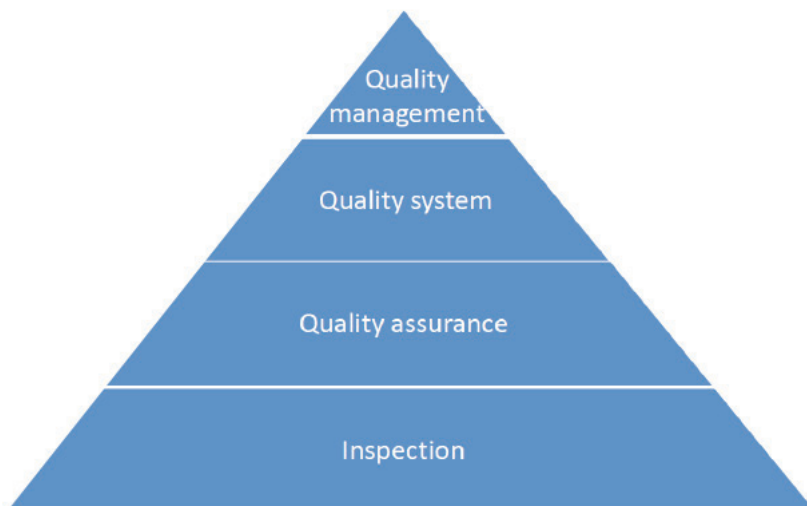 Quality
management
Quality system
Quality assurance
Inspection